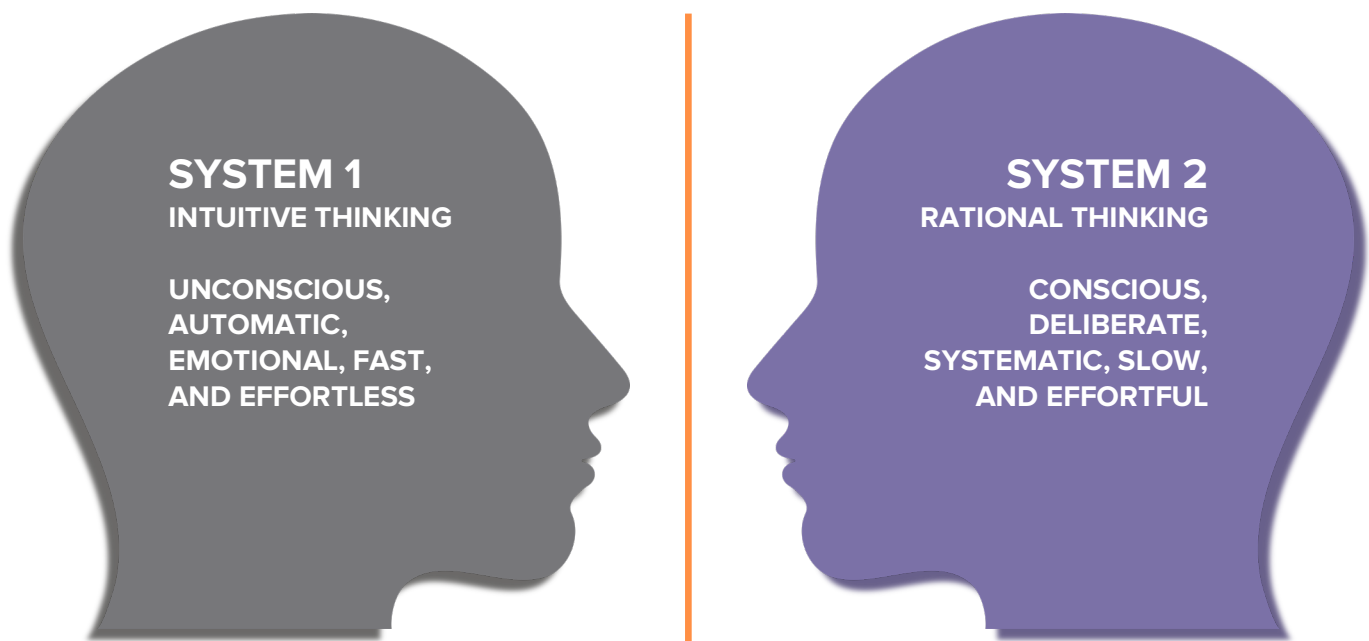 SYSTEM 1
INTUITIVE THINKING
UNCONSCIOUS,
AUTOMATIC,
EMOTIONAL, FAST,
AND EFFORTLESS
SYSTEM 2
RATIONAL THINKING
CONSCIOUS,
DELIBERATE,
SYSTEMATIC, SLOW,
AND EFFORTFUL